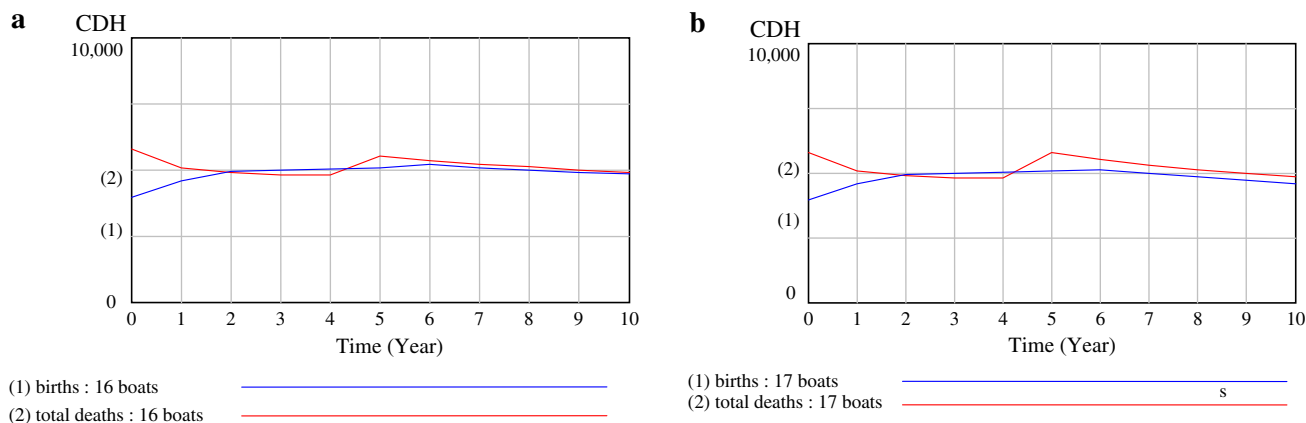 a
CDH
10,000
(2)
(1)
0
0 1 2 3 4 5 6 7 8 9 10
Time (Year)
(1) births : 16 boats
(2) total deaths : 16 boats
b
CDH
10,000
(2)
(1)
0
0 1 2 3 4 5 6 7 8 9 10
Time (Year)
(1) births : 17 boats
s
(2) total deaths : 17 boats